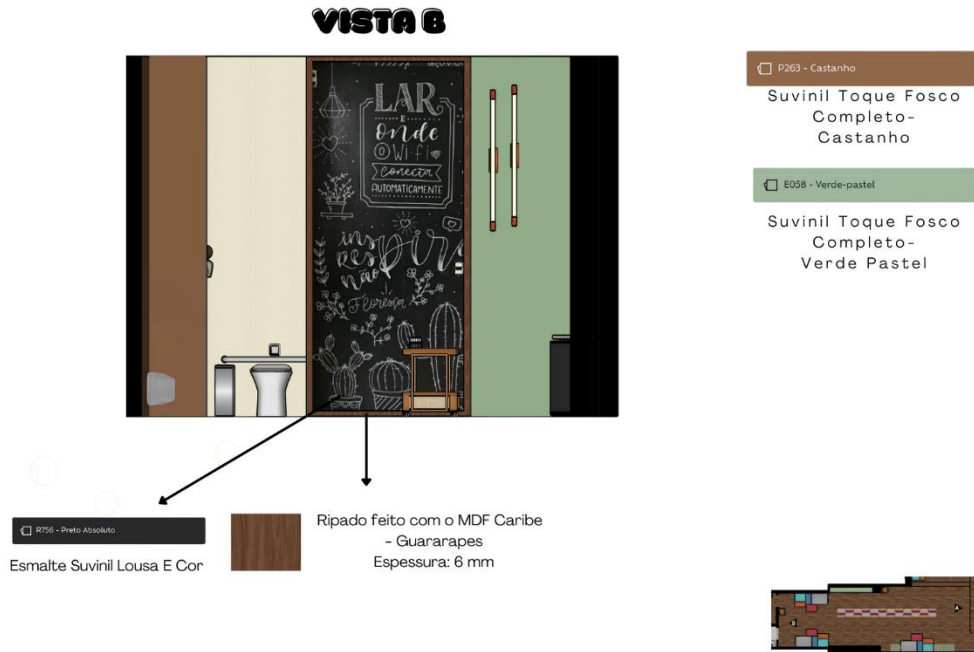 VISTA B
LAR
E
onde
O Wi-fi
Conecta
AUTOMATICAMENTE
ins
pira
res
não
Floresça
P263 - Castanho
Suvinil Toque Fosco
Completo-
Castanho
E058 - Verde-pastel
Suvinil Toque Fosco
Completo-
Verde Pastel
R756 - Preto Absoluto
Esmalte Suvinil Lousa E Cor
Ripado feito com o MDF Caribe
- Guararapes
Espessura: 6 mm
A
B